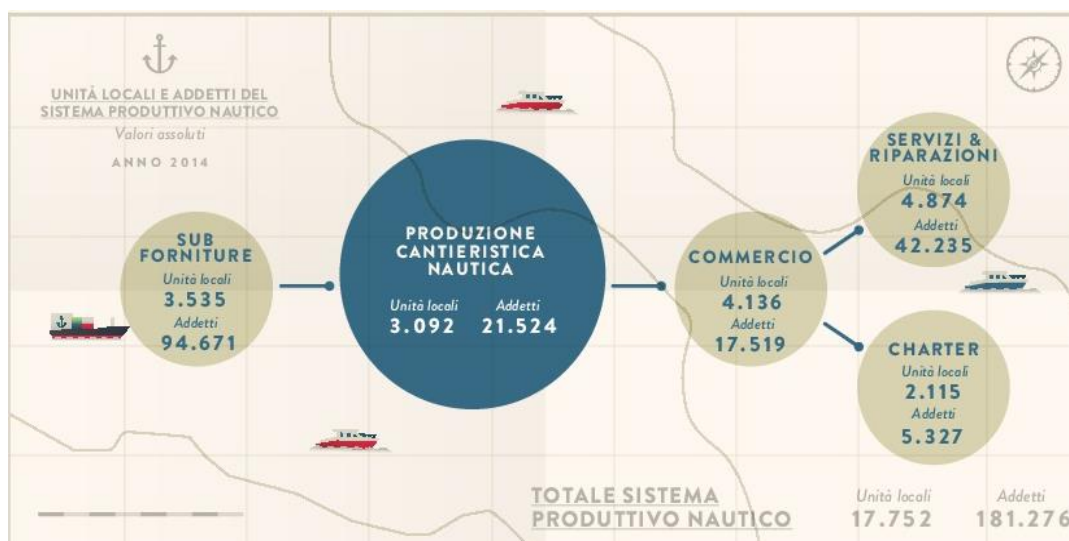 UNITÀ LOCALI E ADDETTI DEL
SISTEMA PRODUTTIVO NAUTICO
Valori assoluti
ANNO 2014
SUB
FORNITURE
Unità locali
3.535
Addetti
94.671
PRODUZIONE
CANTIERISTICA
NAUTICA
Unità locali Addetti
3.092 21.524
COMMERCIO
Unità locali
4.136
Addetti
17.519
SERVIZI &
RIPARAZIONI
Unità locali
4.874
Addetti
42.235
CHARTER
Unità locali
2.115
Addetti
5.327
TOTALE SISTEMA
PRODUTTIVO NAUTICO
Unità locali Addetti
17.752 181.276